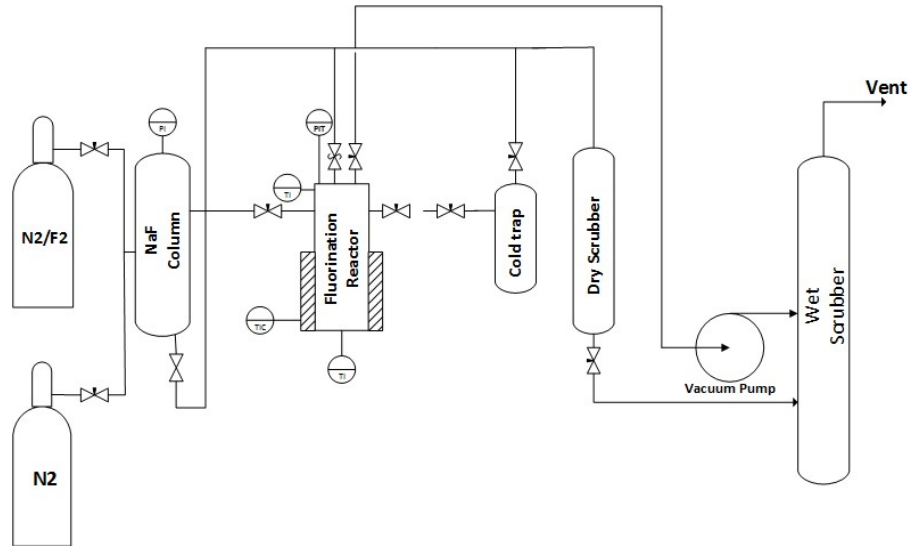 Vent
PI
PIT
N2/F2
NaF
Column
TI
Fluorination
Reactor
Cold trap
Dry Scrubber
Wet
Scrubber
TIC
TI
Vacuum Pump
N2